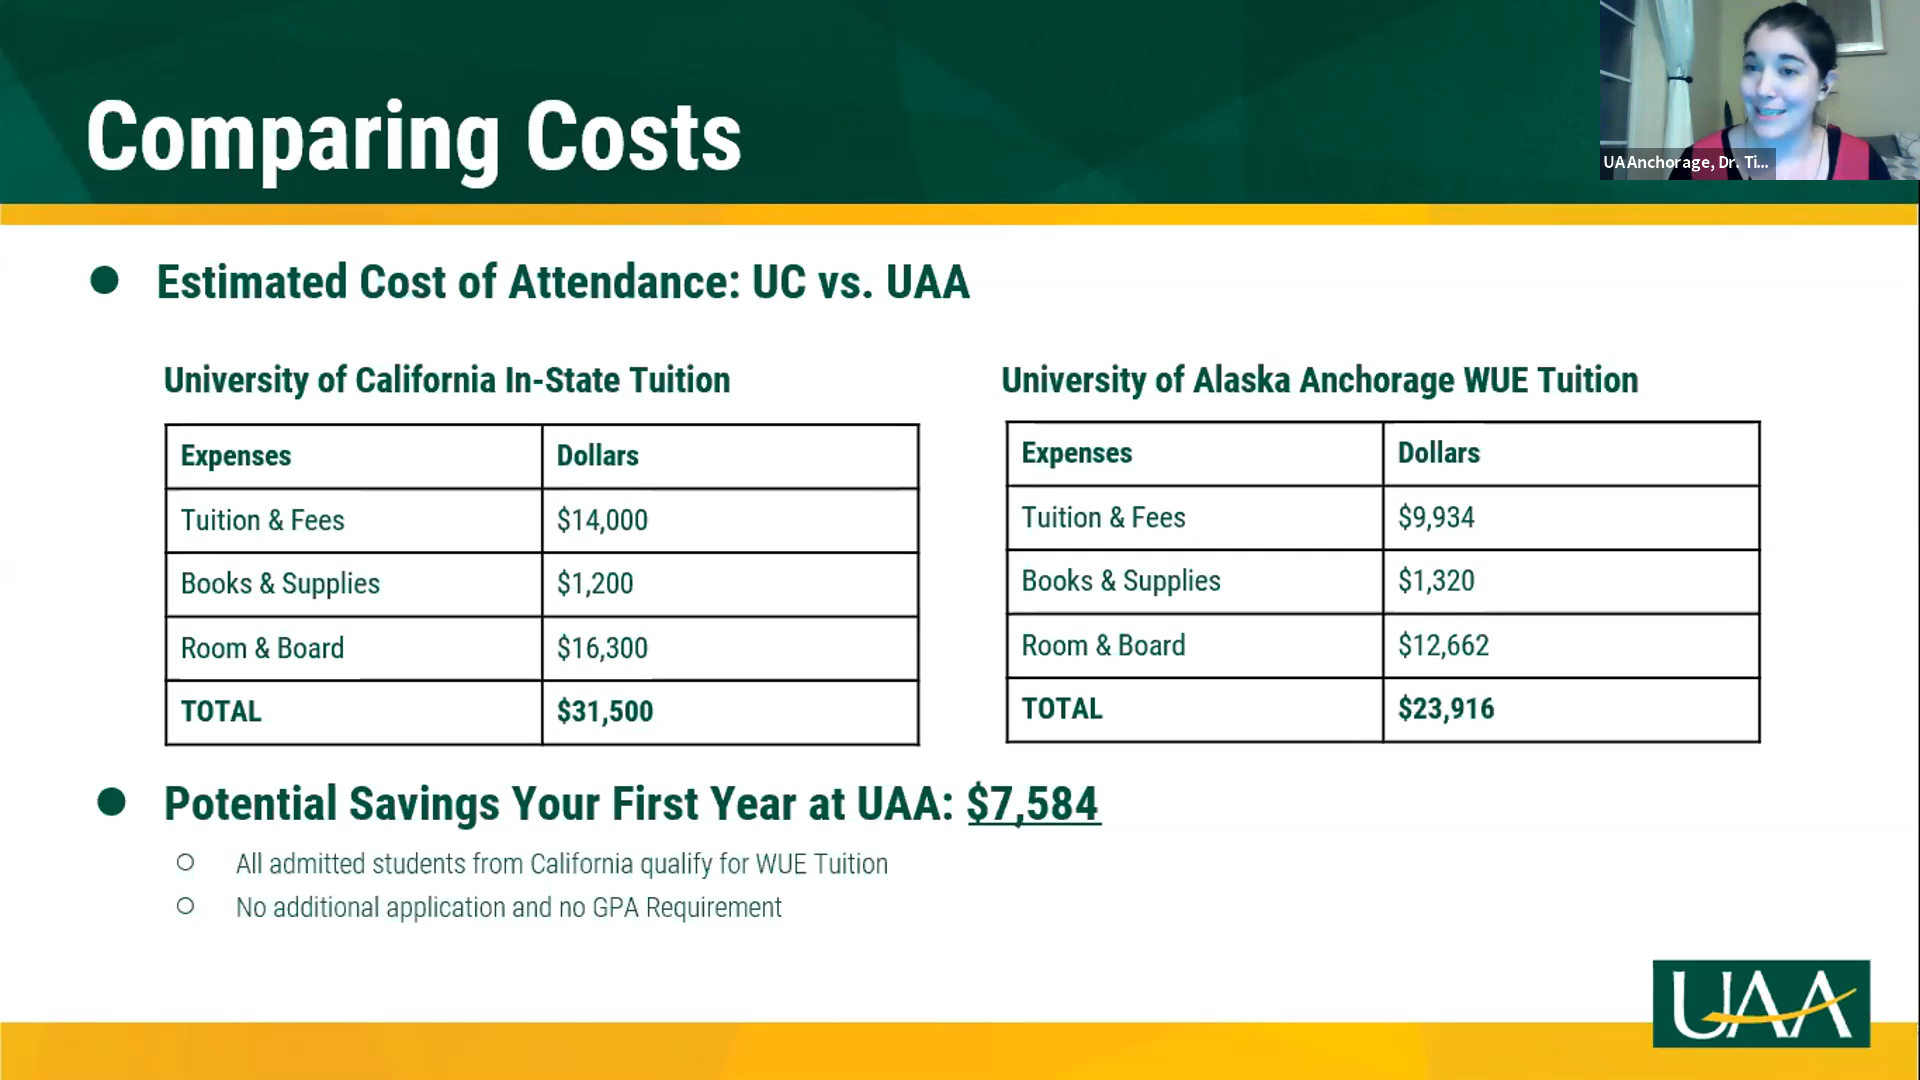 Comparing Costs
UAAnchorage, Dr. Ti...
Estimated Cost of Attendance: UC vs. UAA
University of California In-State Tuition
Expenses Dollars
Tuition & Fees $14,000
Books & Supplies $1,200
Room & Board $16,300
TOTAL $31,500
University of Alaska Anchorage WUE Tuition
Expenses Dollars
Tuition & Fees $9,934
Books & Supplies $1,320
Room & Board $12,662
TOTAL $23,916
Potential Savings Your First Year at UAA: $7,584
All admitted students from California qualify for WUE Tuition
No additional application and no GPA Requirement
UAA